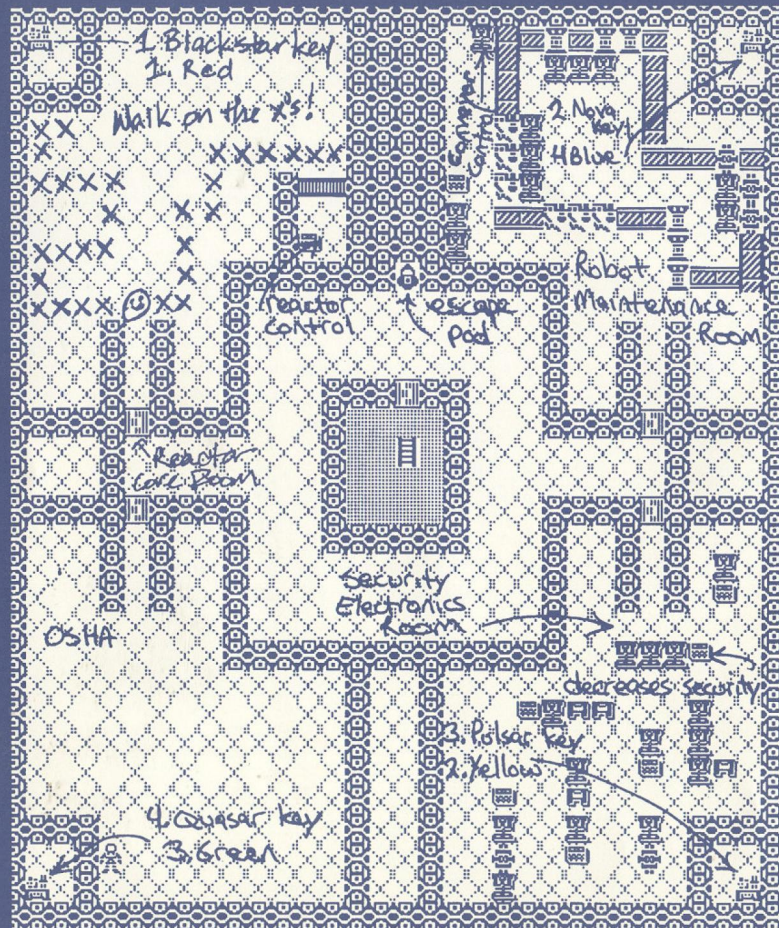 1. Blackstar key
1. Red
Walk on the X's!
X X
X
X X X X X X
X X X X
X
X
X X
X X X X
X
X
X
X X X X X X
Conveyor
control
2. Nova
key
4 Blue
reactor
control
escape
pod
Robot
Maintenance
Room
Reactor
Core Room
Security
Electronics
Room
OSHA
decreases security
3. Pulsar key
2. Yellow
4. Quasar key
3. Green